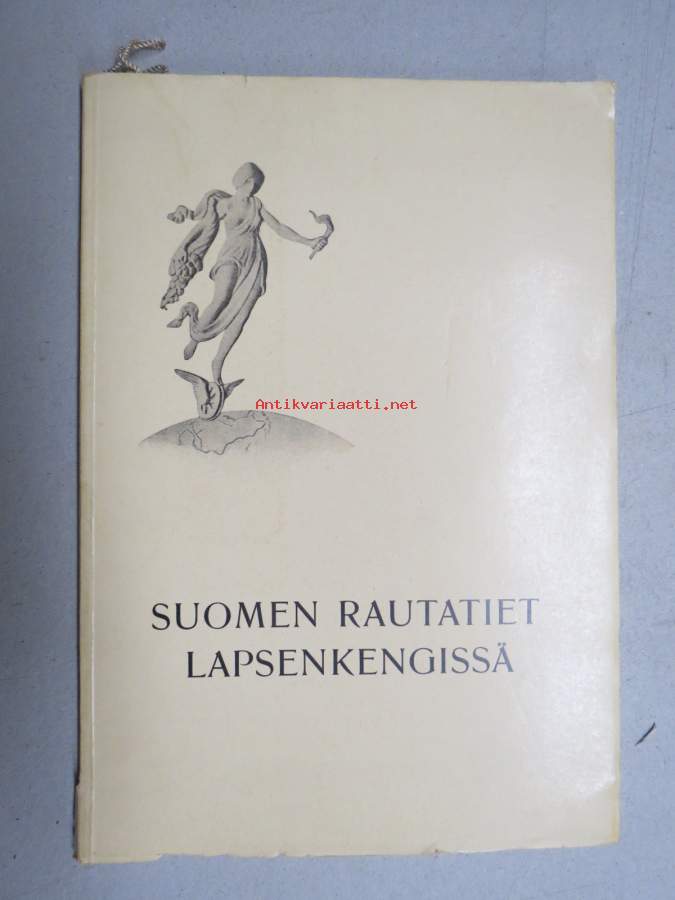 Antikvariaatti.net
SUOMEN RAUTATIET
LAPSENKENGISSÄ